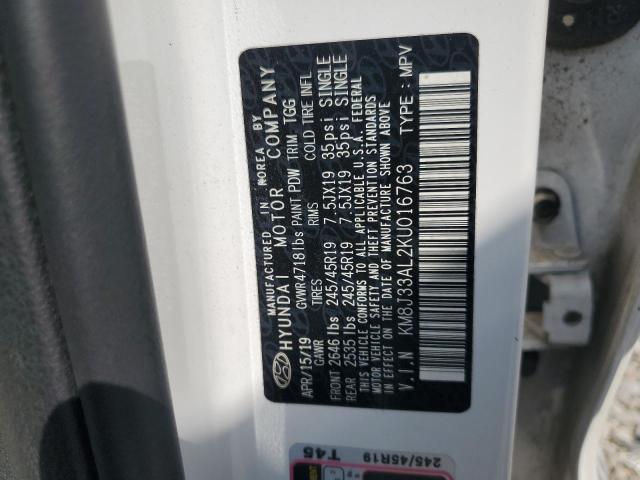 MANUFACTURED IN KOREA BY
HYUNDAI MOTOR COMPANY
APR/15/19 GVWR4718lbs PAINT PDW TRIM TGG
GAWR TIRES RIMS COLD TIRE INFL.
FRONT 2646 lbs 245/45R19 7.5JX19 35psi SINGLE
REAR 2535 lbs 245/45R19 7.5JX19 35psi SINGLE
VEHICLE CONFORMS TO ALL APPLICABLE U.S.A. FEDERAL
MOTOR VEHICLE SAFETY AND THEFT PREVENTION STANDARDS
IN EFFECT ON THE DATE OF MANUFACTURE SHOWN ABOVE
V.I.N KM8J33AL2KU016763 TYPE : MPV
T45
245/45R19